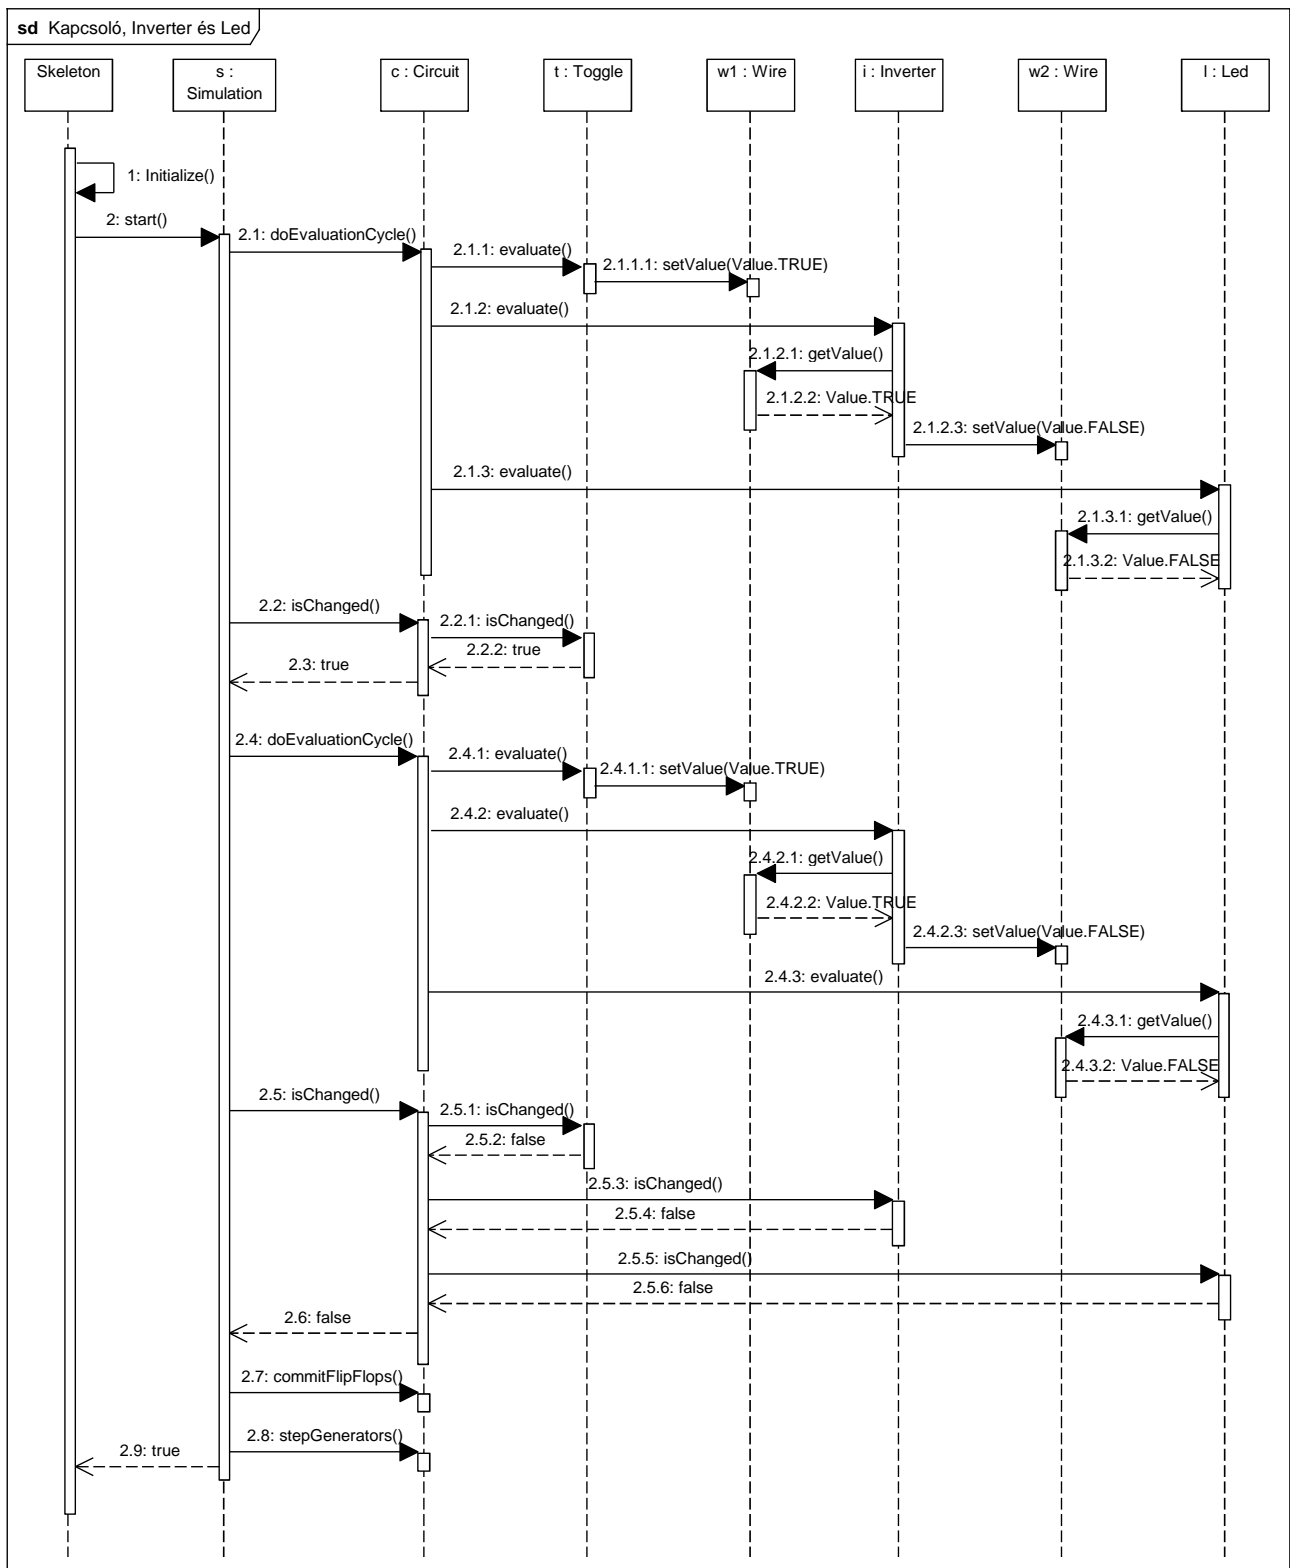 sd Kapcsoló, Inverter és Led
Skeleton
s :
Simulation
c : Circuit
t : Toggle
w1 : Wire
i : Inverter
w2 : Wire
l : Led
1: Initialize()
2: start()
2.1: doEvaluationCycle()
2.1.1: evaluate()
2.1.1.1: setValue(Value.TRUE)
2.1.2: evaluate()
2.1.2.1: getValue()
2.1.2.2: Value.TRUE
2.1.2.3: setValue(Value.FALSE)
2.1.3: evaluate()
2.1.3.1: getValue()
2.1.3.2: Value.FALSE
2.2: isChanged()
2.2.1: isChanged()
2.2.2: true
2.3: true
2.4: doEvaluationCycle()
2.4.1: evaluate()
2.4.1.1: setValue(Value.TRUE)
2.4.2: evaluate()
2.4.2.1: getValue()
2.4.2.2: Value.TRUE
2.4.2.3: setValue(Value.FALSE)
2.4.3: evaluate()
2.4.3.1: getValue()
2.4.3.2: Value.FALSE
2.5: isChanged()
2.5.1: isChanged()
2.5.2: false
2.5.3: isChanged()
2.5.4: false
2.5.5: isChanged()
2.5.6: false
2.6: false
2.7: commitFlipFlops()
2.8: stepGenerators()
2.9: true